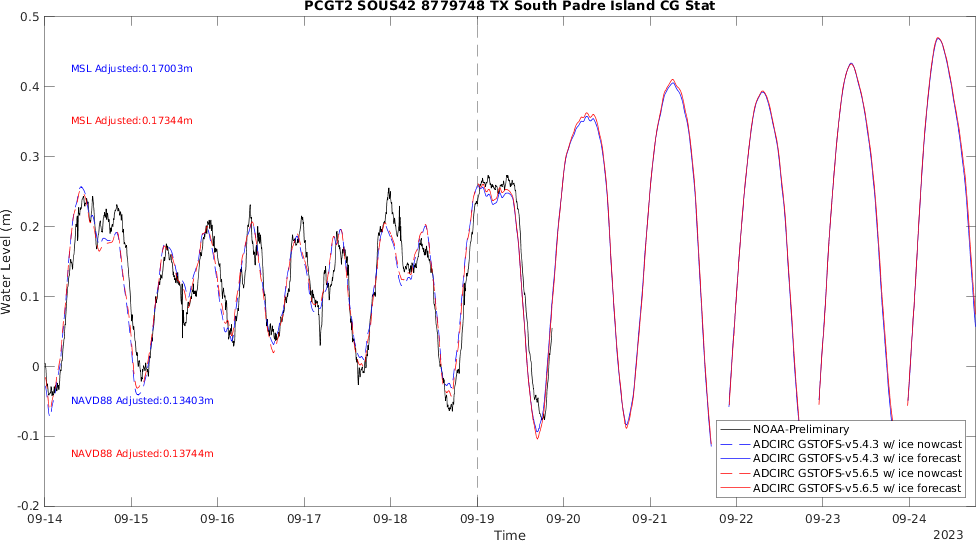 PCGT2 SOUS42 8779748 TX South Padre Island CG Stat
0.5
0.4
0.3
0.2
0.1
0
-0.1
-0.2
Water Level (m)
MSL Adjusted:0.17003m
MSL Adjusted:0.17344m
NAVD88 Adjusted:0.13403m
NAVD88 Adjusted:0.13744m
NOAA-Preliminary
ADCIRC GSTOFS-v5.4.3 w/ ice nowcast
ADCIRC GSTOFS-v5.4.3 w/ ice forecast
ADCIRC GSTOFS-v5.6.5 w/ ice nowcast
ADCIRC GSTOFS-v5.6.5 w/ ice forecast
09-14 09-15 09-16 09-17 09-18 09-19 09-20 09-21 09-22 09-23 09-24
Time
2023